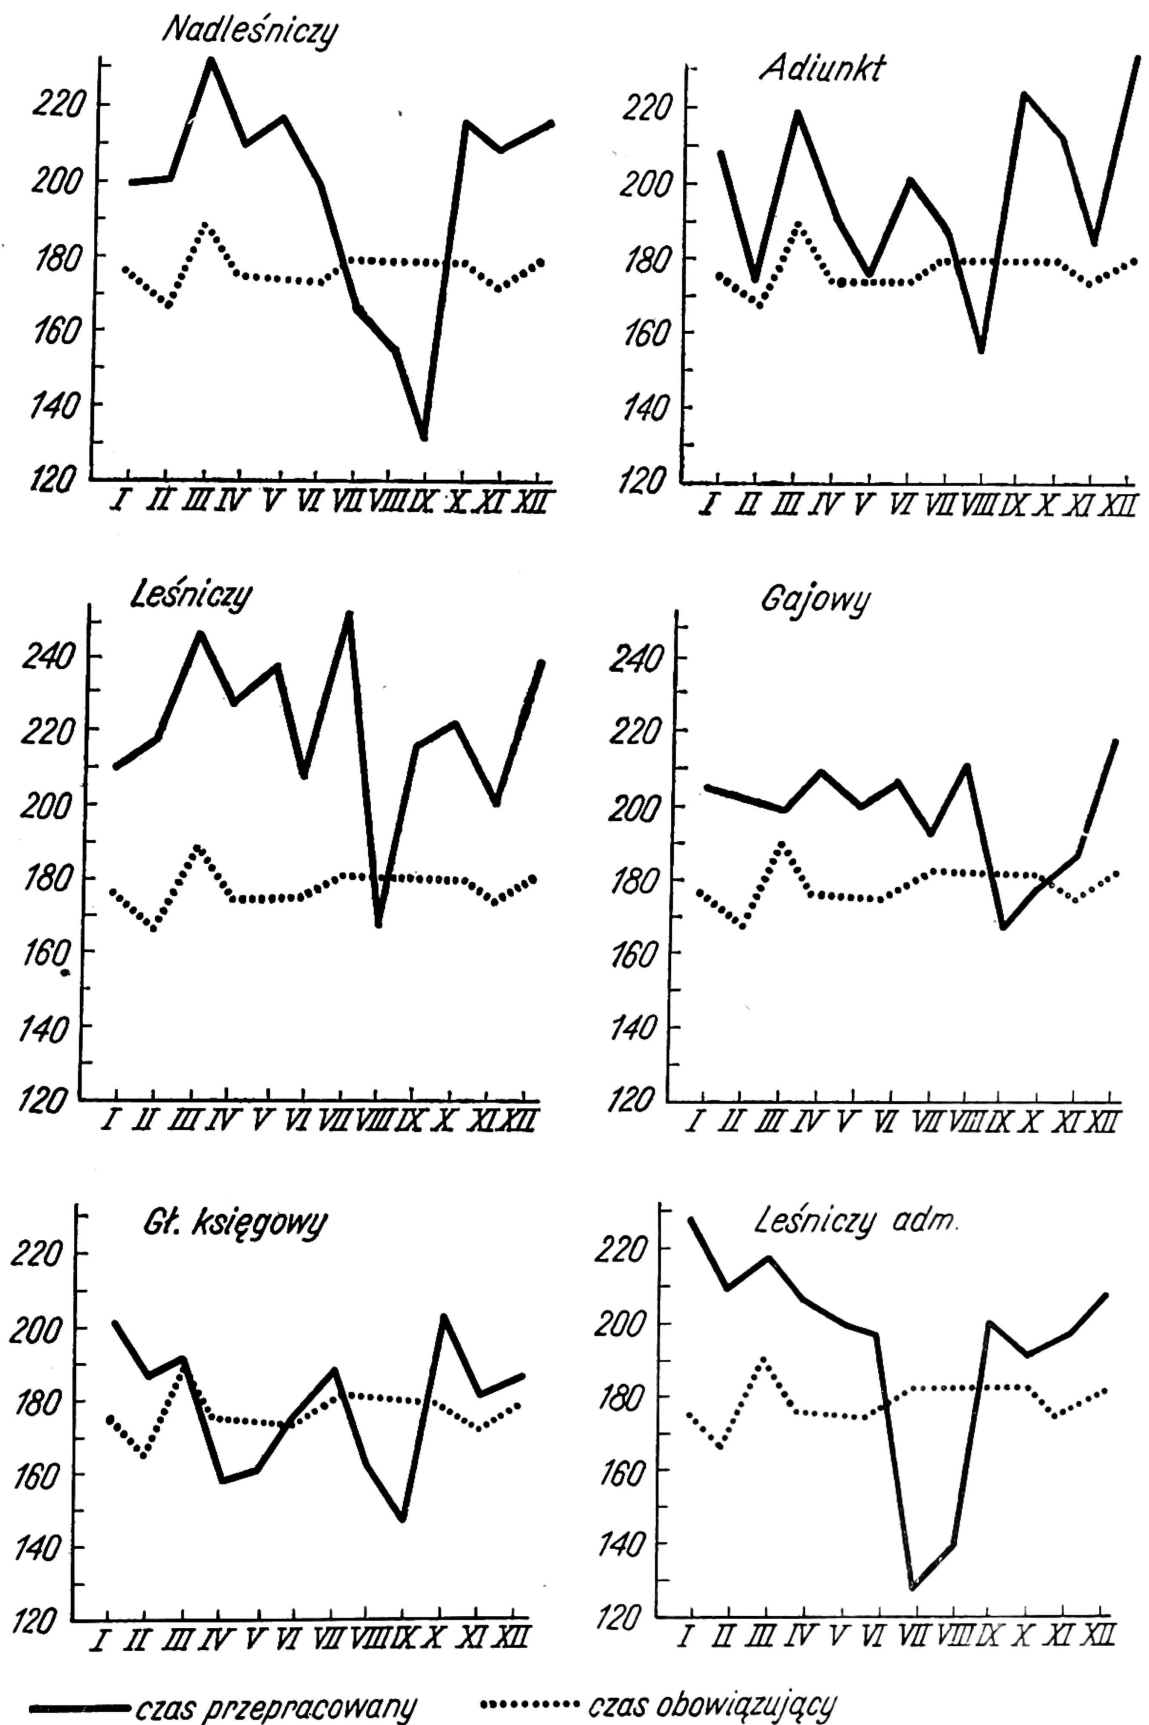 Nadleśniczy
220
200
180
160
140
120
I II III IV V VI VII VIII IX X XI XII
Adiunkt
220
200
180
160
140
120
I II III IV V VI VII VIII IX X XI XII
Leśniczy
240
220
200
180
160
140
120
I II III IV V VI VII VIII IX X XI XII
Gajowy
240
220
200
180
160
140
120
I II III IV V VI VII VIII IX X XI XII
Gł. księgowy
220
200
180
160
140
120
I II III IV V VI VII VIII IX X XI XII
Leśniczy adm.
220
200
180
160
140
120
I II III IV V VI VII VIII IX X XI XII
czas przepracowany czas obowiązujący